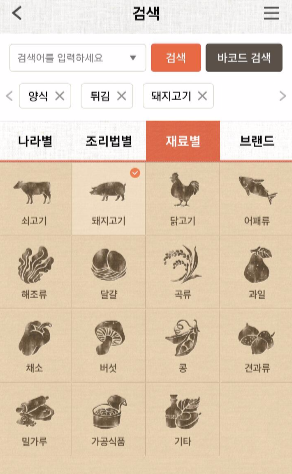 검색
검색어를 입력하세요 검색 바코드 검색
양식 튀김 돼지고기
나라별 조리법별 재료별 브랜드
쇠고기 돼지고기 닭고기 어패류
해조류 달걀 곡류 과일
채소 버섯 콩 견과류
밀가루 가공식품 기타